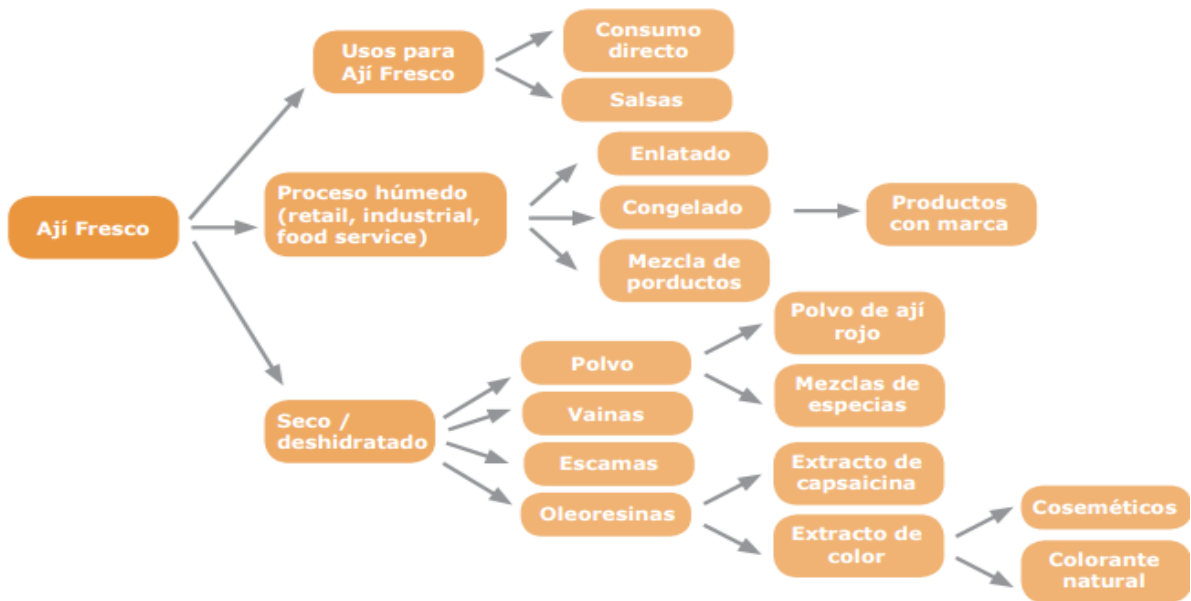 Usos para
Ají Fresco
Consumo
directo
Salsas
Ají Fresco
Proceso húmedo
(retail, industrial,
food service)
Enlatado
Congelado
Mezcla de
porductos
Productos
con marca
Seco /
deshidratado
Polvo
Vainas
Escamas
Oleoresinas
Polvo de ají
rojo
Mezclas de
especias
Extracto de
capsaicina
Extracto de
color
Coseméticos
Colorante
natural